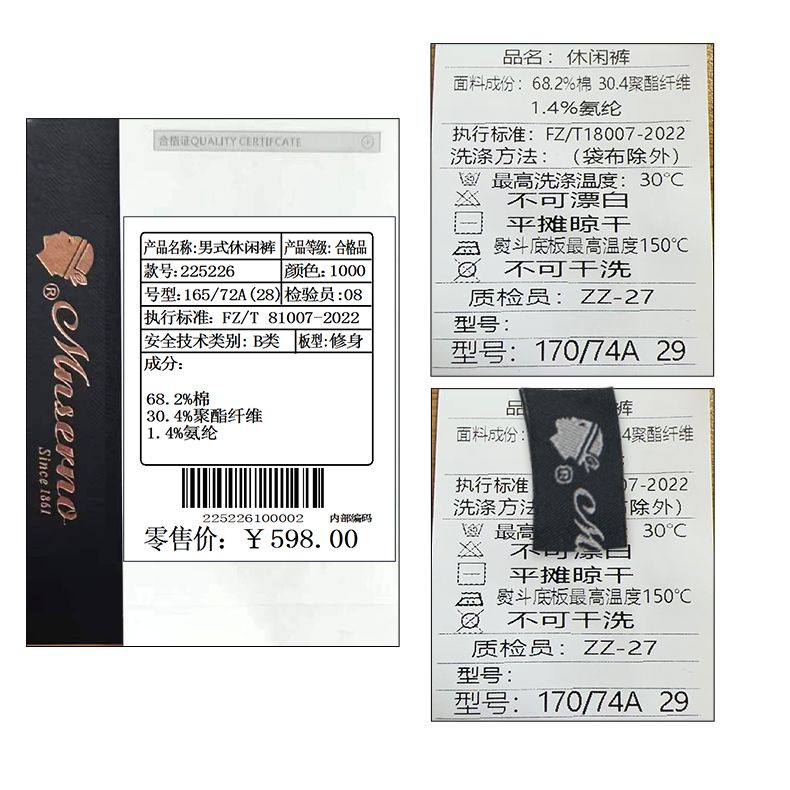 合格证QUALITY CERTIFCATE
产品名称:男式休闲裤 产品等级:合格品
款号:225226 颜色:1000
号型:165/72A(28) 检验员:08
执行标准: FZ/T 81007-2022
安全技术类别: B类 板型:修身
成分:
68.2%棉
30.4%聚酯纤维
1.4%氨纶
225226100002 内部编码
零售价: ￥598.00
®
Mnserno
Since 1861
品名: 休闲裤
面料成份: 68.2%棉 30.4聚酯纤维
1.4%氨纶
执行标准: FZ/T18007-2022
洗涤方法: (袋布除外)
最高洗涤温度: 30℃
不可漂白
平摊晾干
熨斗底板最高温度150℃
不可干洗
质检员: ZZ-27
型号:
型号: 170/74A 29
品 裤
面料成份: .4聚酯纤维
®
M
执行标准 07-2022
洗涤方法 除外)
最高 30℃
不可漂白
平摊晾干
熨斗底板最高温度150℃
不可干洗
质检员: ZZ-27
型号:
型号: 170/74A 29